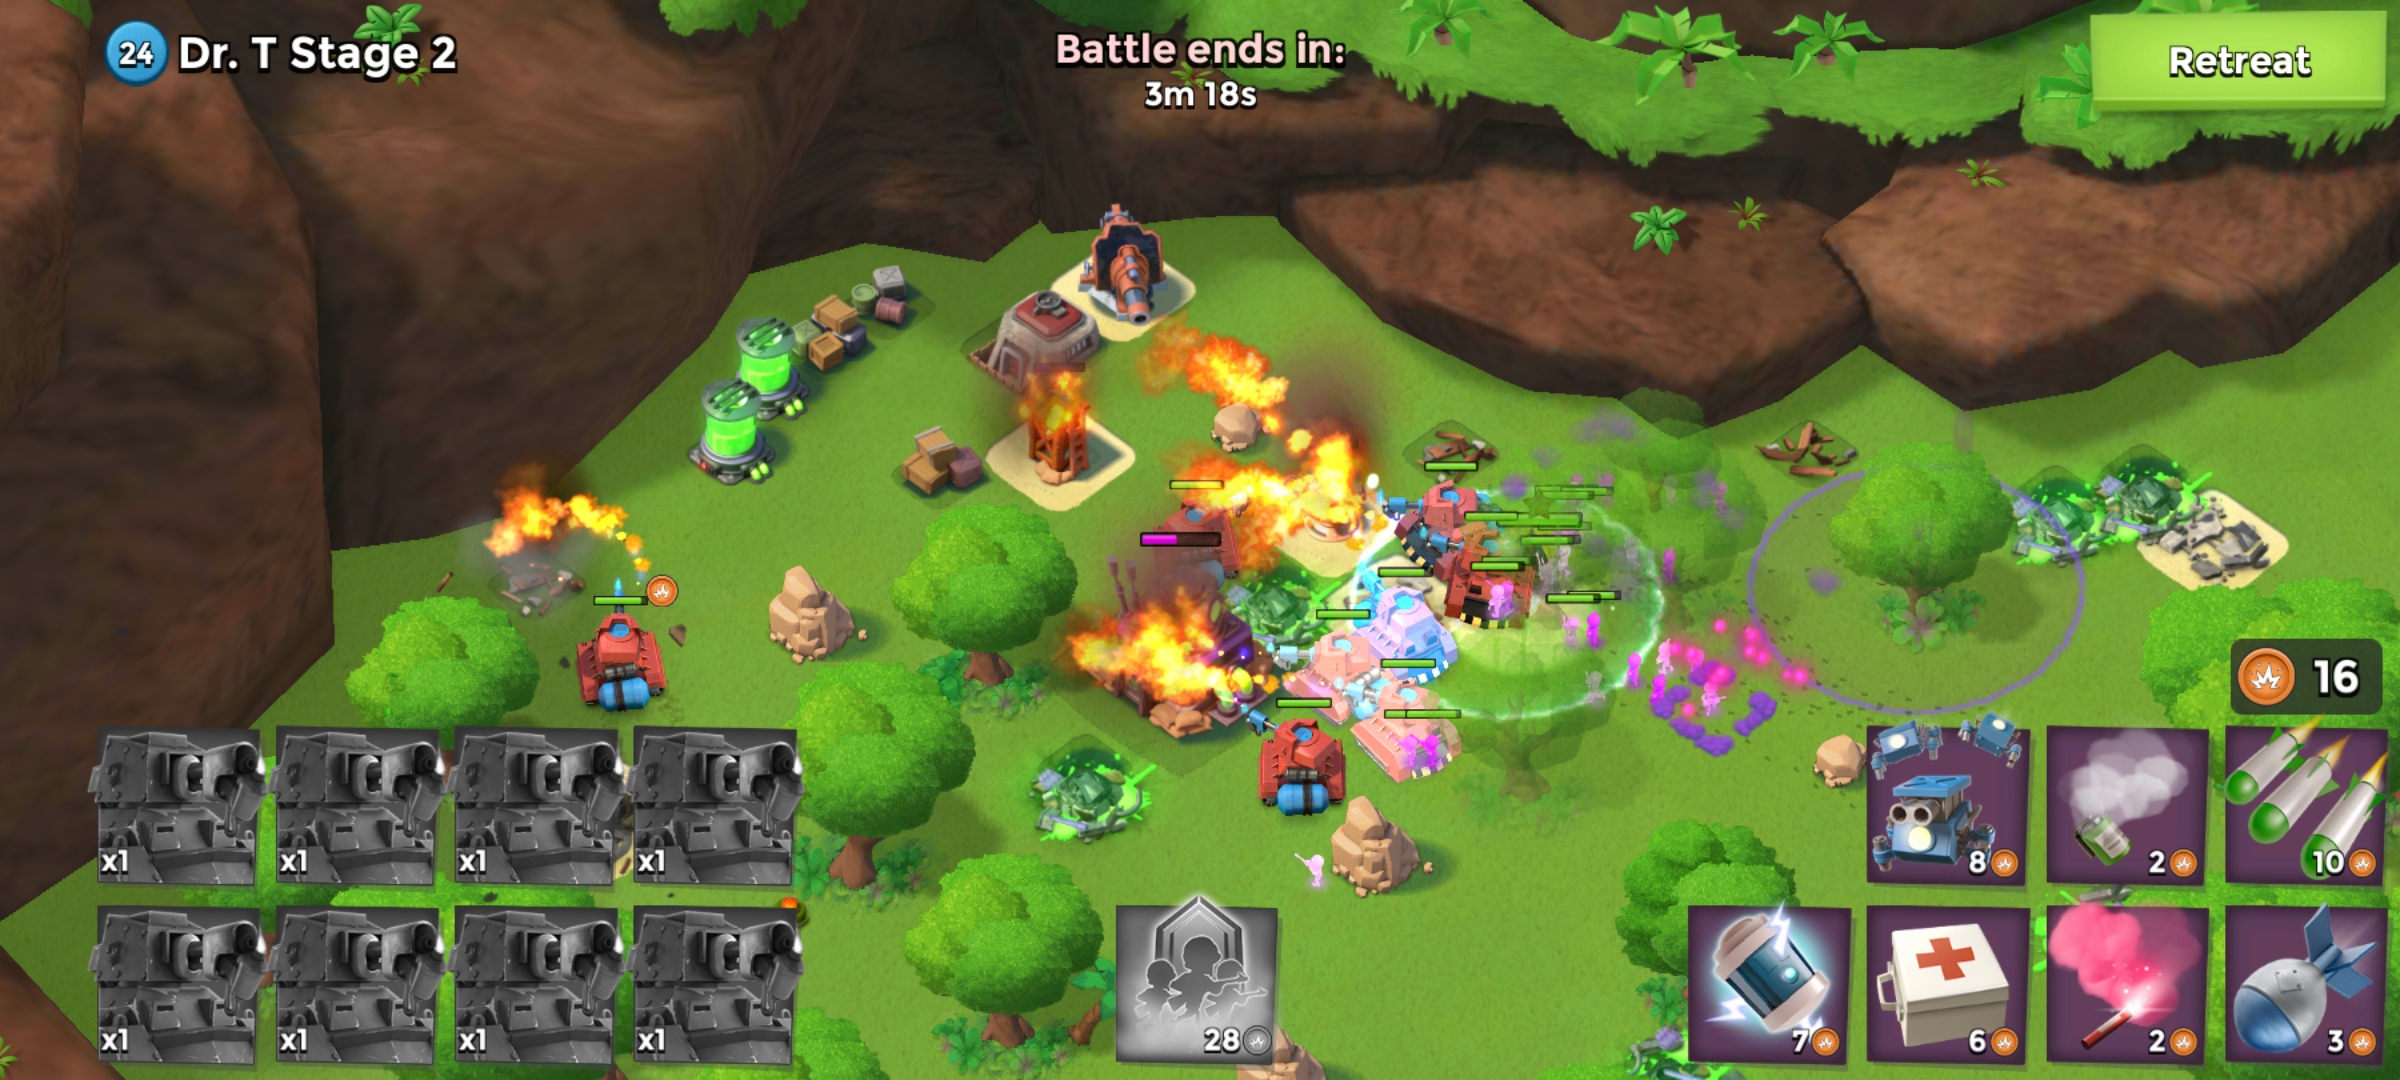 24 Dr. T Stage 2
Battle ends in:
3m 18s
Retreat
16
x1 x1 x1 x1
8 2 10
x1 x1 x1 x1
28
7 6 2 3